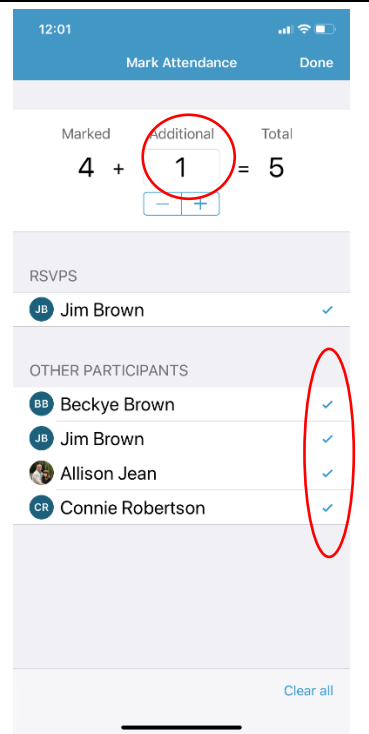 12:01
Mark Attendance Done
Marked Additional Total
4 + 1 = 5
− +
RSVPS
JB Jim Brown
OTHER PARTICIPANTS
BB Beckye Brown
JB Jim Brown
Allison Jean
CR Connie Robertson
Clear all